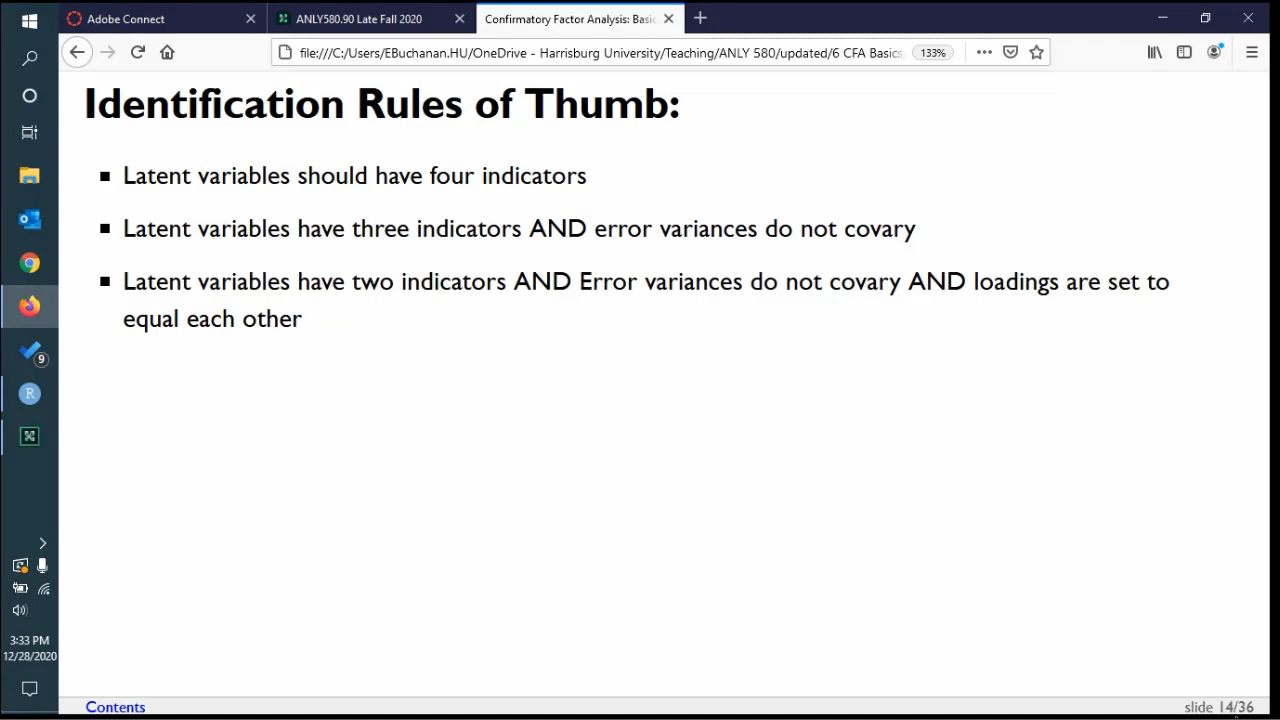 Adobe Connect
ANLY580.90 Late Fall 2020
Confirmatory Factor Analysis: Basic
file:///C:/Users/EBuchanan.HU/OneDrive - Harrisburg University/Teaching/ANLY 580/updated/6 CFA Basics,
133%
Identification Rules of Thumb:
Latent variables should have four indicators
Latent variables have three indicators AND error variances do not covary
Latent variables have two indicators AND Error variances do not covary AND loadings are set to
equal each other
9
R
3:33 PM
12/28/2020
Contents
slide 14/36